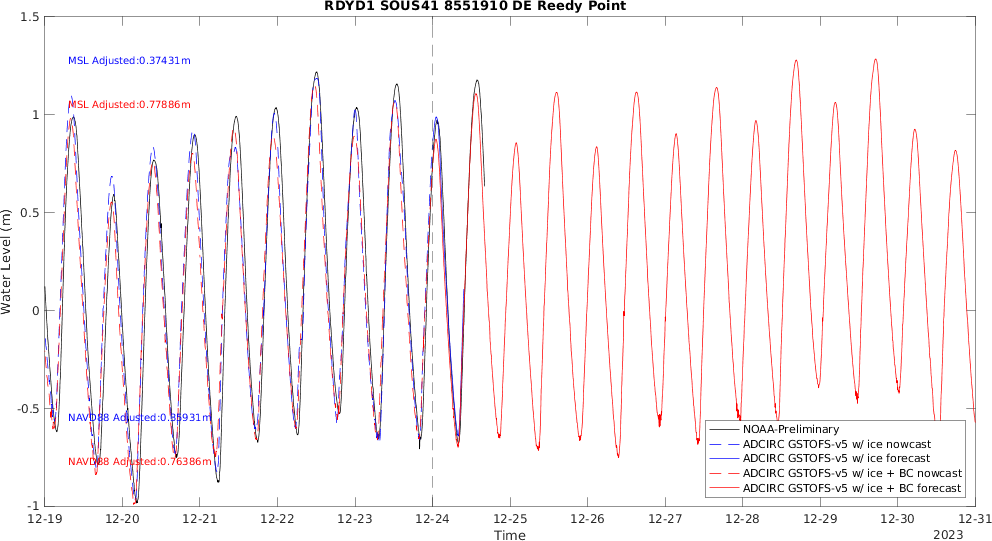 RDYD1 SOUS41 8551910 DE Reedy Point
1.5
1
0.5
0
-0.5
-1
Water Level (m)
MSL Adjusted:0.37431m
MSL Adjusted:0.77886m
NAVD88 Adjusted:0.35931m
NAVD88 Adjusted:0.76386m
NOAA-Preliminary
ADCIRC GSTOFS-v5 w/ ice nowcast
ADCIRC GSTOFS-v5 w/ ice forecast
ADCIRC GSTOFS-v5 w/ ice + BC nowcast
ADCIRC GSTOFS-v5 w/ ice + BC forecast
12-19 12-20 12-21 12-22 12-23 12-24 12-25 12-26 12-27 12-28 12-29 12-30 12-31
Time
2023